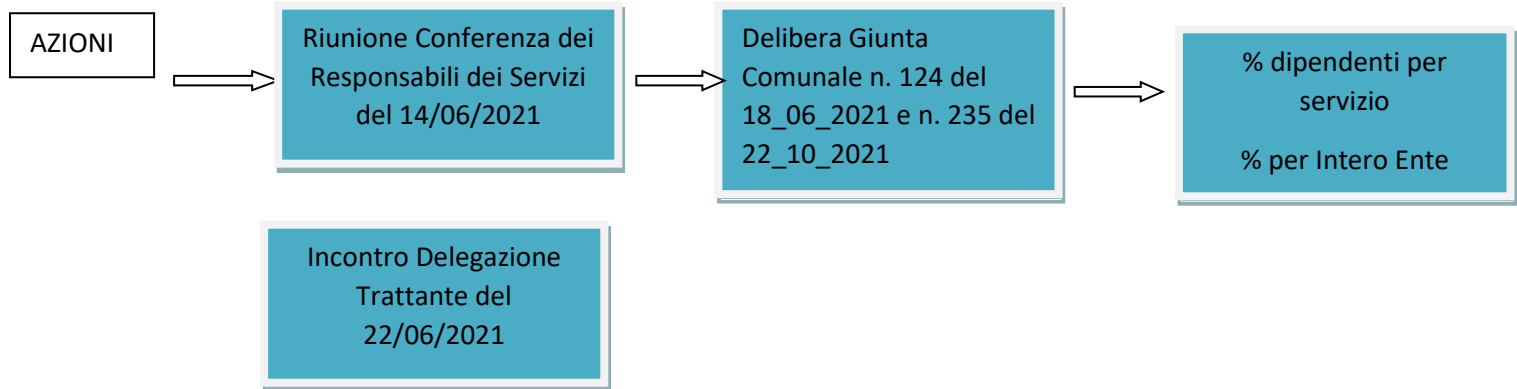 AZIONI
Riunione Conferenza dei
Responsabili dei Servizi
del 14/06/2021
Delibera Giunta
Comunale n. 124 del
18_06_2021 e n. 235 del
22_10_2021
% dipendenti per
servizio
% per Intero Ente
Incontro Delegazione
Trattante del
22/06/2021